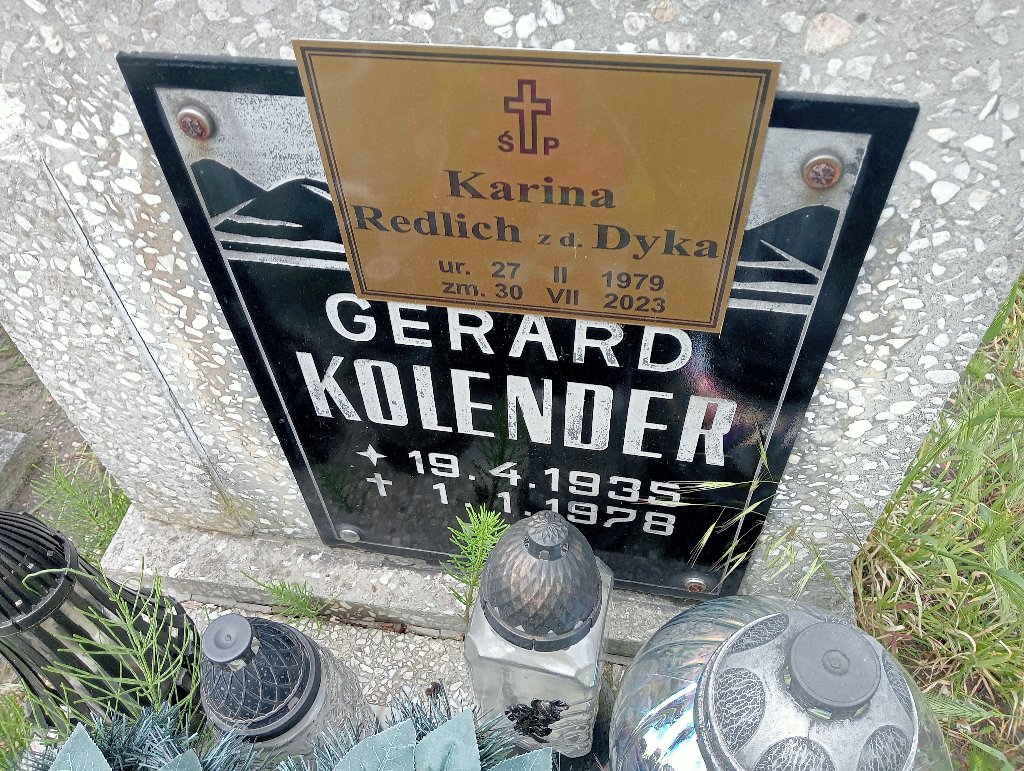 Ś P
Karina
Redlich z d. Dyka
ur. 27 II 1979
zm. 30 VII 2023
GERARD
KOLENDER
19.4.1935
1.1.1978